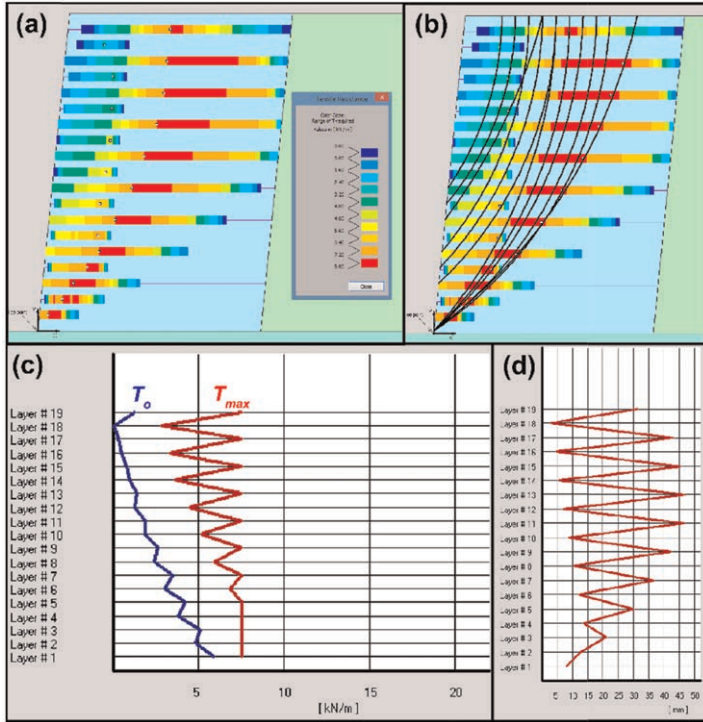 (a)
(b)
Close
(c)
T_o
T_max
Layer # 19
Layer # 18
Layer # 17
Layer # 16
Layer # 15
Layer # 14
Layer # 13
Layer # 12
Layer # 11
Layer # 10
Layer # 9
Layer # 8
Layer # 7
Layer # 6
Layer # 5
Layer # 4
Layer # 3
Layer # 2
Layer # 1
5 10 15 20
[ kN/m ]
(d)
Layer # 19
Layer # 18
Layer # 17
Layer # 16
Layer # 15
Layer # 14
Layer # 13
Layer # 12
Layer # 11
Layer # 10
Layer # 9
Layer # 8
Layer # 7
Layer # 6
Layer # 5
Layer # 4
Layer # 3
Layer # 2
Layer # 1
5 10 15 20 25 30 35 40 45 50
[ mm ]